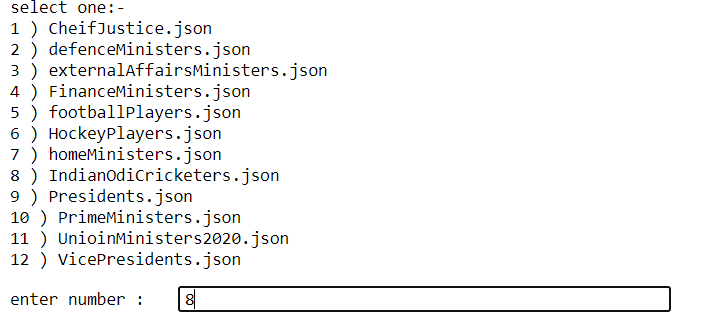 select one:-
1 ) CheifJustice.json
2 ) defenceMinisters.json
3 ) externalAffairsMinisters.json
4 ) FinanceMinisters.json
5 ) footballPlayers.json
6 ) HockeyPlayers.json
7 ) homeMinisters.json
8 ) IndianOdiCricketers.json
9 ) Presidents.json
10 ) PrimeMinisters.json
11 ) UnioinMinisters2020.json
12 ) VicePresidents.json
enter number : 8